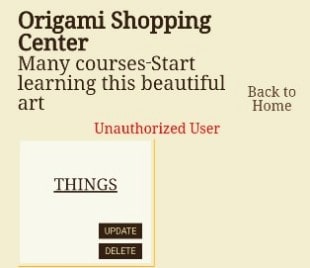 Origami Shopping
Center
Many courses-Start
learning this beautiful
art
Back to
Home
Unauthorized User
THINGS
UPDATE
DELETE